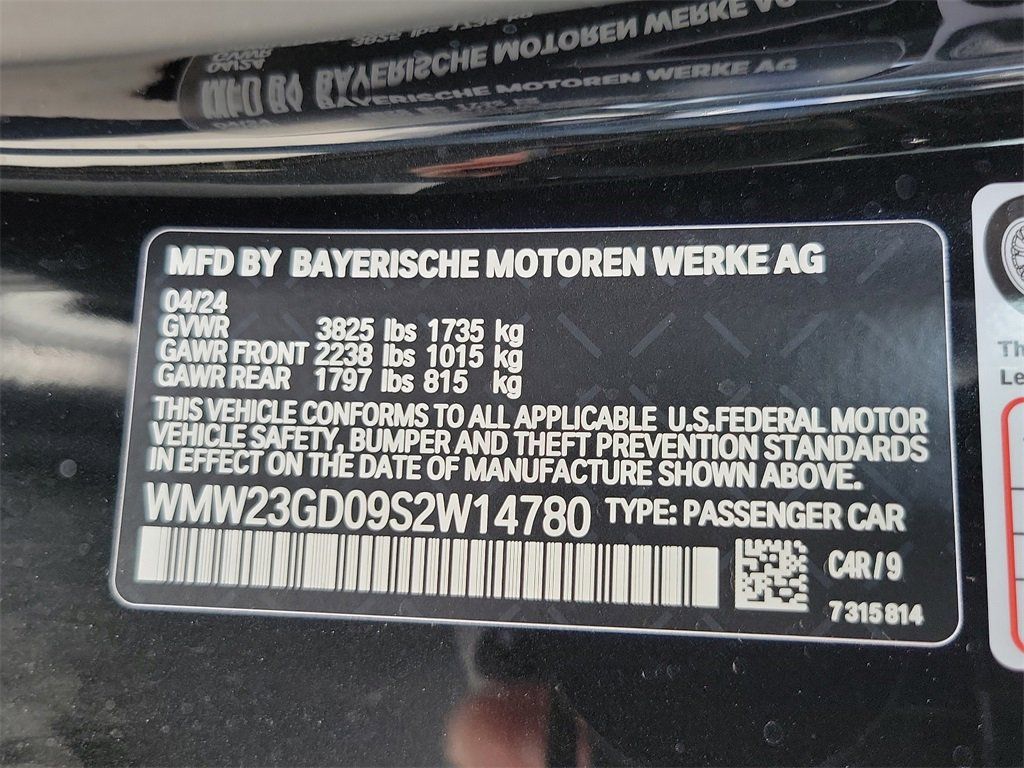 MFD BY BAYERISCHE MOTOREN WERKE AG
MFD BY BAYERISCHE MOTOREN WERKE AG
04/24
GVWR 3825 lbs 1735 kg
GAWR FRONT 2238 lbs 1015 kg
GAWR REAR 1797 lbs 815 kg
THIS VEHICLE CONFORMS TO ALL APPLICABLE U.S.FEDERAL MOTOR
VEHICLE SAFETY, BUMPER AND THEFT PREVENTION STANDARDS
IN EFFECT ON THE DATE OF MANUFACTURE SHOWN ABOVE.
WMW23GD09S2W14780 TYPE: PASSENGER CAR
C4R/9
7315814
Th
Le